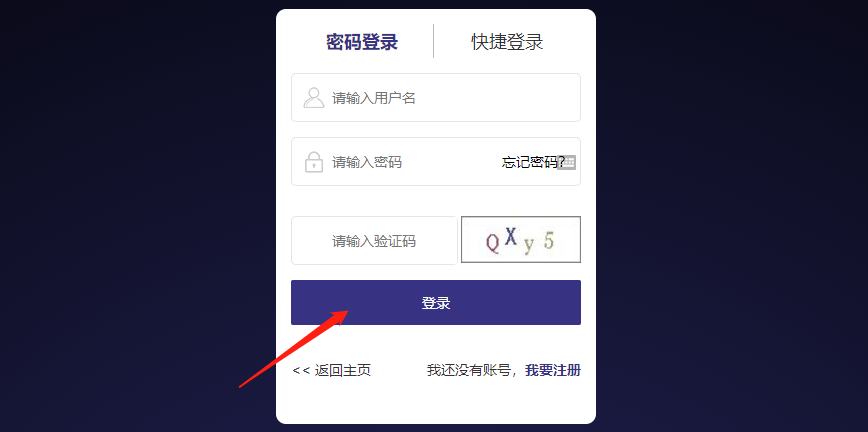 密码登录 快捷登录
请输入用户名
请输入密码 忘记密码?
请输入验证码 QXy5
登录
<< 返回主页 我还没有账号，我要注册